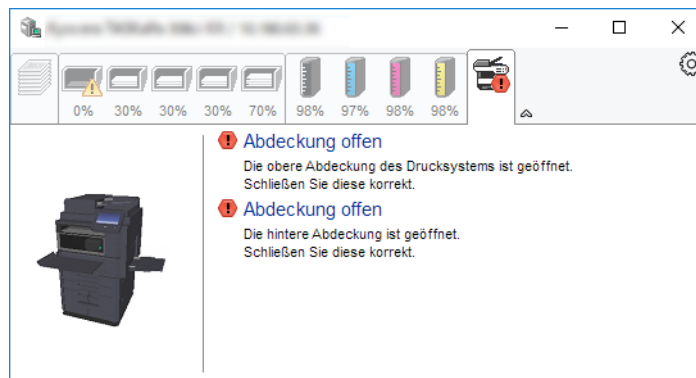 0% 30% 30% 30% 70% 98% 97% 98% 98%
Abdeckung offen
Die obere Abdeckung des Drucksystems ist geöffnet.
Schließen Sie diese korrekt.
Abdeckung offen
Die hintere Abdeckung ist geöffnet.
Schließen Sie diese korrekt.